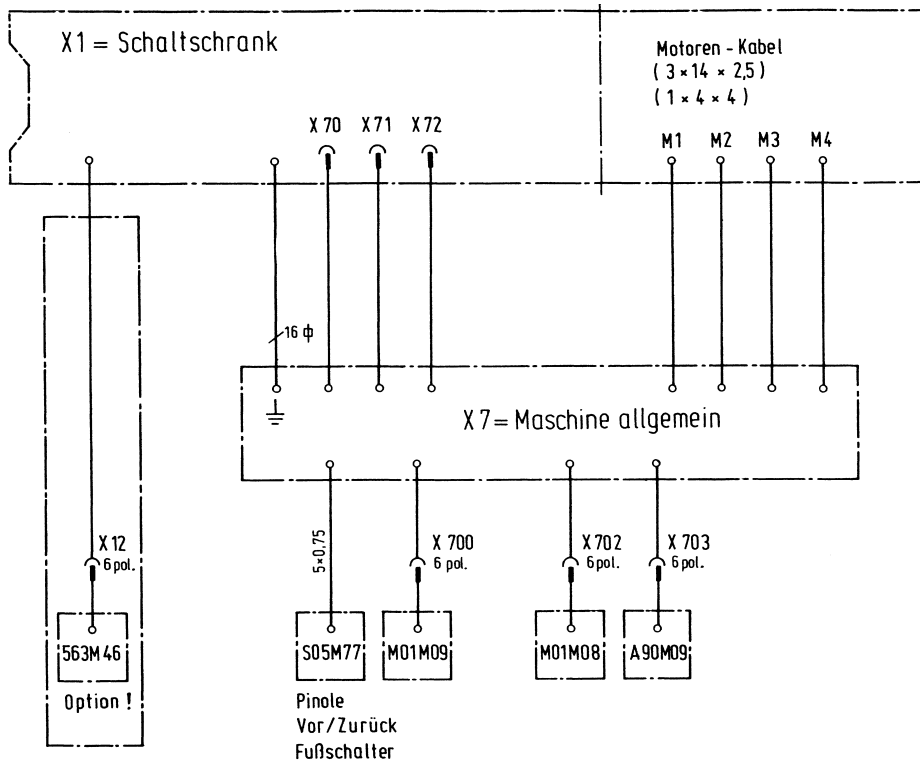 X1 = Schaltschrank
Motoren - Kabel
( 3 × 14 × 2,5 )
( 1 × 4 × 4 )
X 70
X71
X72
M1
M2
M3
M4
16 ф
X 7 = Maschine allgemein
X 12
6 pol.
5×0,75
X 700
6 pol.
X 702
6 pol.
X 703
6 pol.
563M46
S05M77
M01M09
M01M08
A90M09
Option !
Pinole
Vor/Zurück
Fußschalter